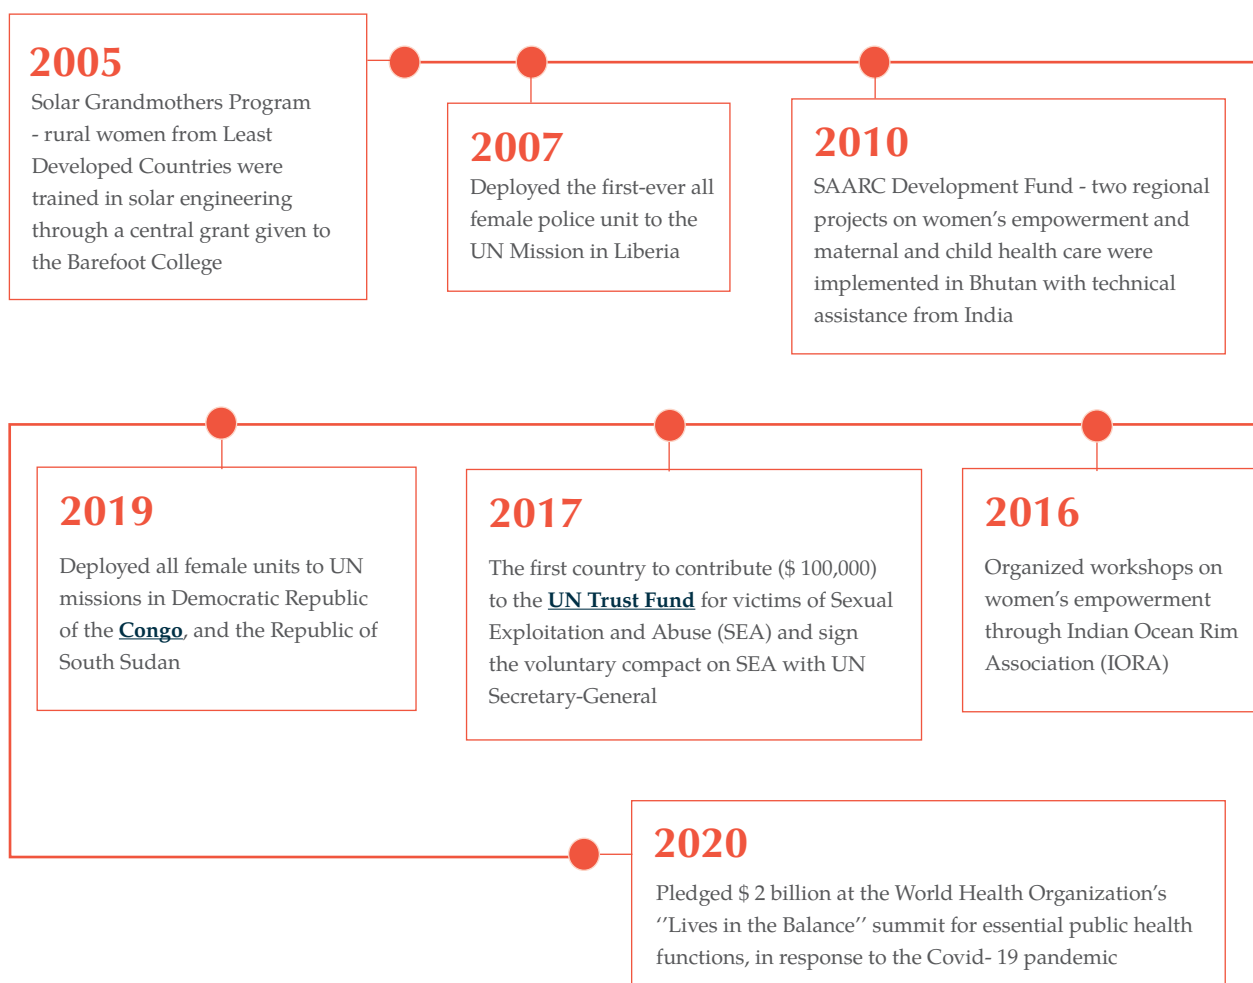 2005
Solar Grandmothers Program
- rural women from Least
Developed Countries were
trained in solar engineering
through a central grant given to
the Barefoot College
2007
Deployed the first-ever all
female police unit to the
UN Mission in Liberia
2010
SAARC Development Fund - two regional
projects on women's empowerment and
maternal and child health care were
implemented in Bhutan with technical
assistance from India
2019
Deployed all female units to UN
missions in Democratic Republic
of the Congo, and the Republic of
South Sudan
2017
The first country to contribute ($ 100,000)
to the UN Trust Fund for victims of Sexual
Exploitation and Abuse (SEA) and sign
the voluntary compact on SEA with UN
Secretary-General
2016
Organized workshops on
women's empowerment
through Indian Ocean Rim
Association (IORA)
2020
Pledged $ 2 billion at the World Health Organization's
‘’Lives in the Balance’’ summit for essential public health
functions, in response to the Covid- 19 pandemic